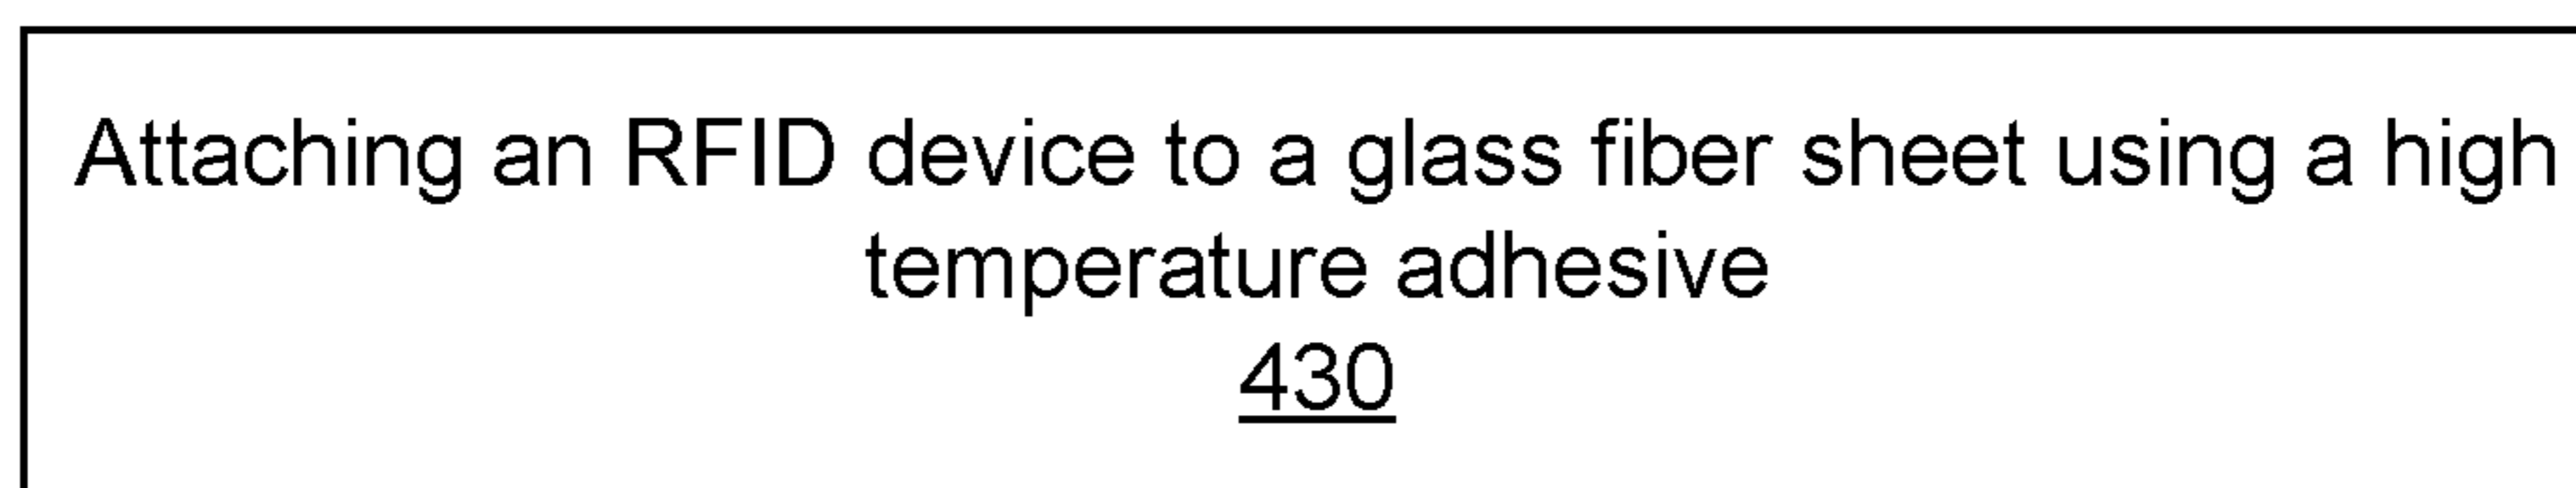 Attaching an RFID device to a glass fiber sheet using a high
temperature adhesive
430